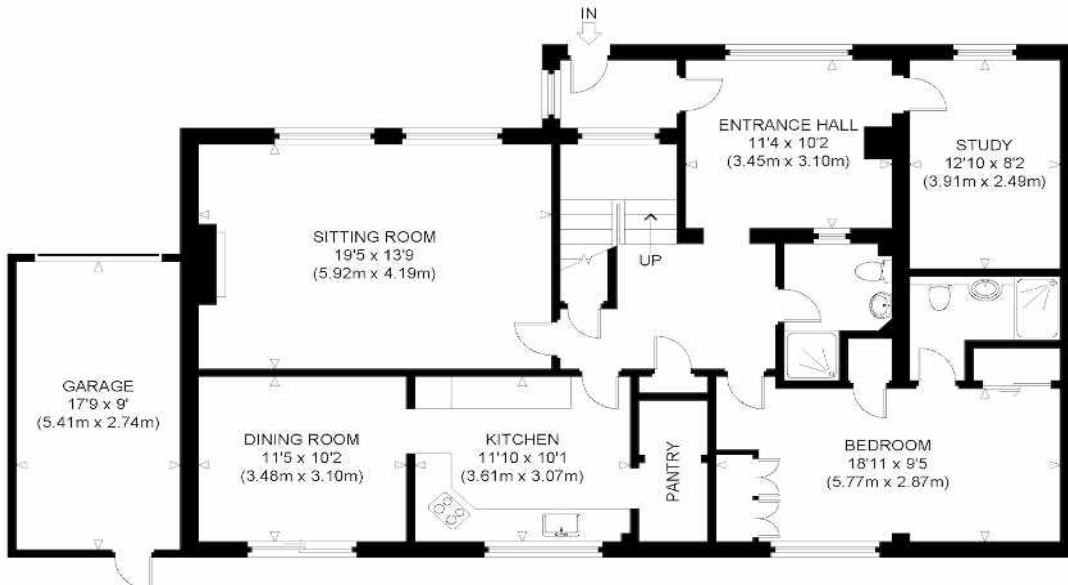 IN
ENTRANCE HALL
11'4 x 10'2
(3.45m x 3.10m)
STUDY
12'10 x 8'2
(3.91m x 2.49m)
SITTING ROOM
19'5 x 13'9
(5.92m x 4.19m)
UP
GARAGE
17'9 x 9'
(5.41m x 2.74m)
DINING ROOM
11'5 x 10'2
(3.48m x 3.10m)
KITCHEN
11'10 x 10'1
(3.61m x 3.07m)
PANTRY
BEDROOM
18'11 x 9'5
(5.77m x 2.87m)